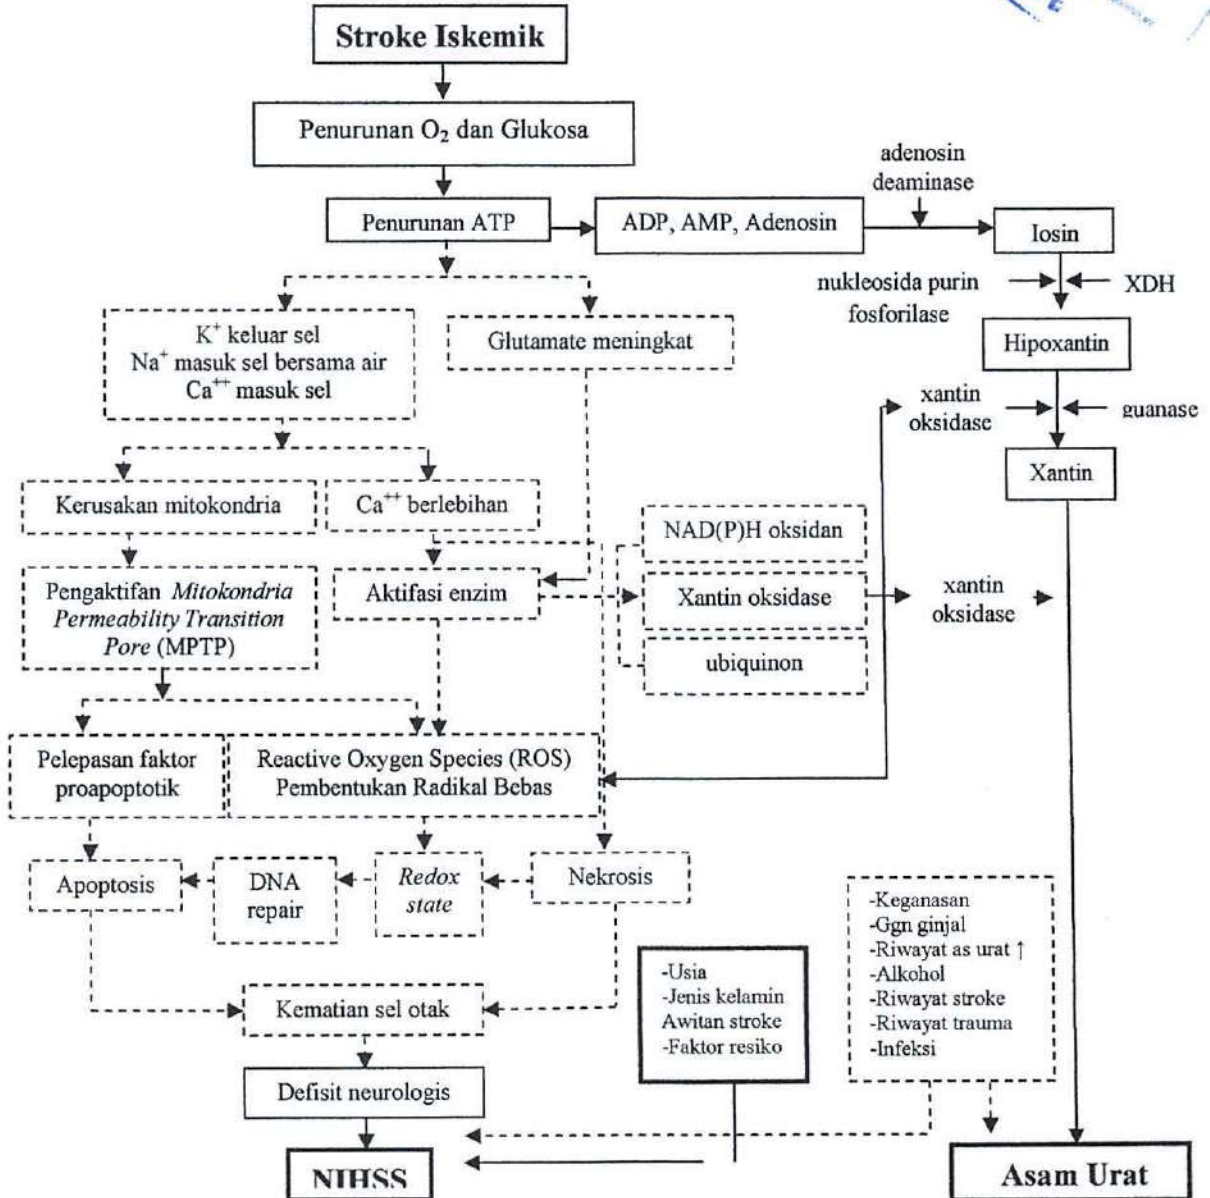 Stroke Iskemik
Penurunan O₂ dan Glukosa
adenosin
deaminase
Penurunan ATP
ADP, AMP, Adenosin
Iosin
nukleosida purin
fosforilase
XDH
K⁺ keluar sel
Na⁺ masuk sel bersama air
Ca⁺⁺ masuk sel
Glutamate meningkat
Hipoxantin
xantin
oksidase
guanase
Xantin
Kerusakan mitokondria
Ca⁺⁺ berlebihan
NAD(P)H oksidan
Pengaktifan Mitokondria
Permeability Transition
Pore (MPTP)
Aktifasi enzim
Xantin oksidase
xantin
oksidase
ubiquinon
Pelepasan faktor
proapoptotik
Reactive Oxygen Species (ROS)
Pembentukan Radikal Bebas
Apoptosis
DNA
repair
Redox
state
Nekrosis
-Keganasan
-Ggn ginjal
-Riwayat as urat ↑
-Alkohol
-Riwayat stroke
-Riwayat trauma
-Infeksi
-Usia
-Jenis kelamin
Awitan stroke
-Faktor resiko
Kematian sel otak
Defisit neurologis
NIHSS
Asam Urat